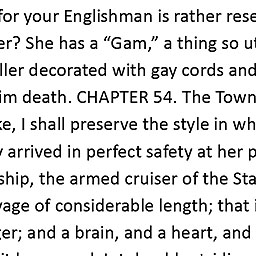 for your Englishman is rather rese
er? She has a “Gam,” a thing so ut
ller decorated with gay cords and
im death. CHAPTER 54. The Town
ke, I shall preserve the style in wh
y arrived in perfect safety at her p
ship, the armed cruiser of the Sta
yage of considerable length; that i
ger; and a brain, and a heart, and